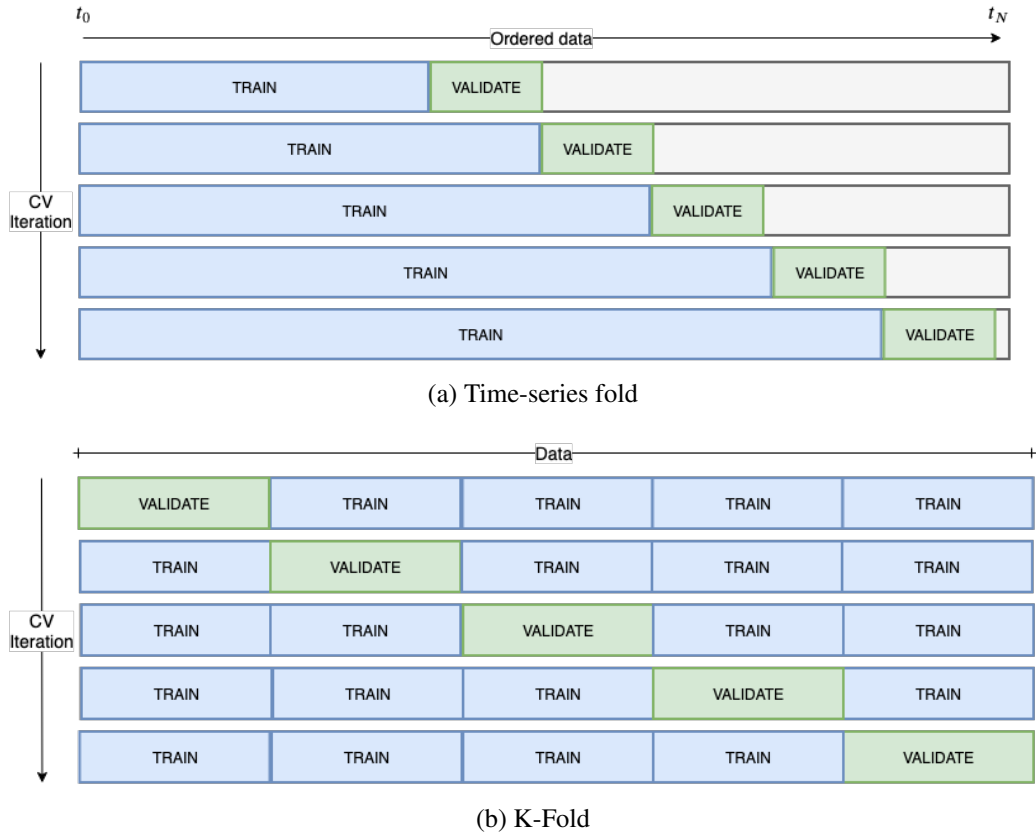 t₀ t_N
Ordered data
TRAIN VALIDATE
TRAIN VALIDATE
TRAIN VALIDATE
CV
Iteration
TRAIN VALIDATE
TRAIN VALIDATE
(a) Time-series fold
Data
VALIDATE TRAIN TRAIN TRAIN TRAIN
TRAIN VALIDATE TRAIN TRAIN TRAIN
CV
Iteration
TRAIN TRAIN VALIDATE TRAIN TRAIN
TRAIN TRAIN TRAIN VALIDATE TRAIN
TRAIN TRAIN TRAIN TRAIN VALIDATE
(b) K-Fold